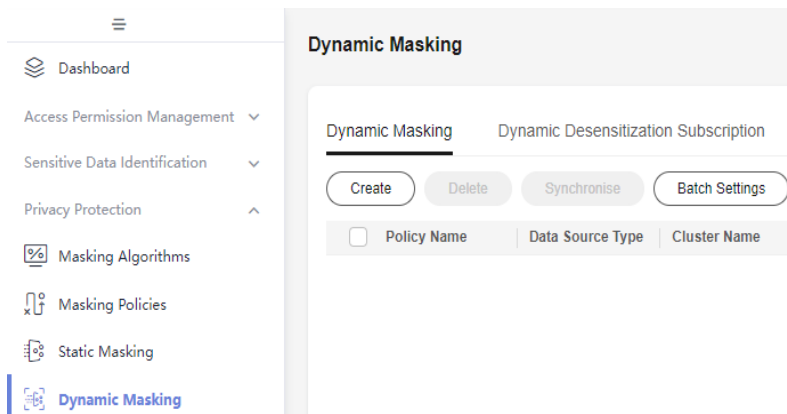 Dashboard
Access Permission Management
Sensitive Data Identification
Privacy Protection
Masking Algorithms
Masking Policies
Static Masking
Dynamic Masking
Dynamic Masking
Dynamic Masking Dynamic Desensitization Subscription
Create Delete Synchronise Batch Settings
Policy Name Data Source Type Cluster Name